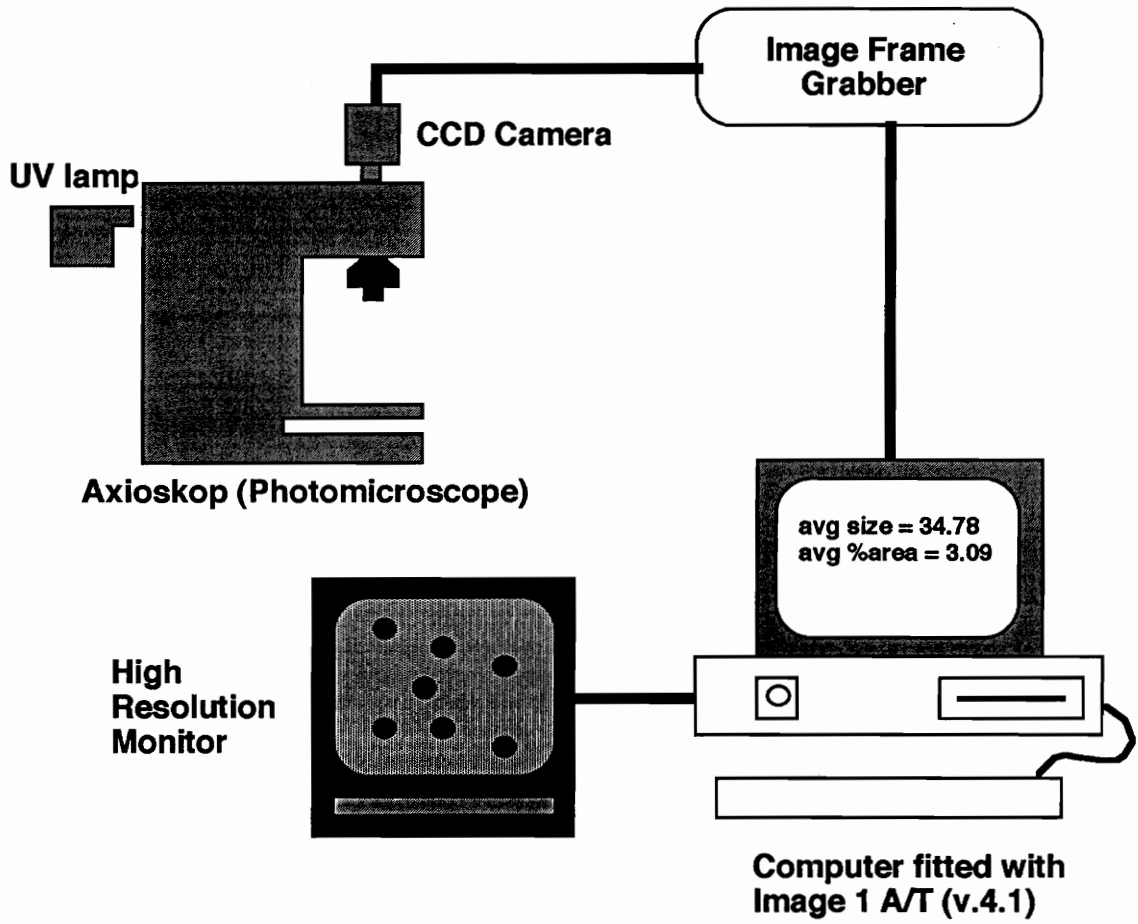 Image Frame
Grabber
CCD Camera
UV lamp
Axioskop (Photomicroscope)
avg size = 34.78
avg %area = 3.09
High
Resolution
Monitor
Computer fitted with
Image 1 A/T (v.4.1)